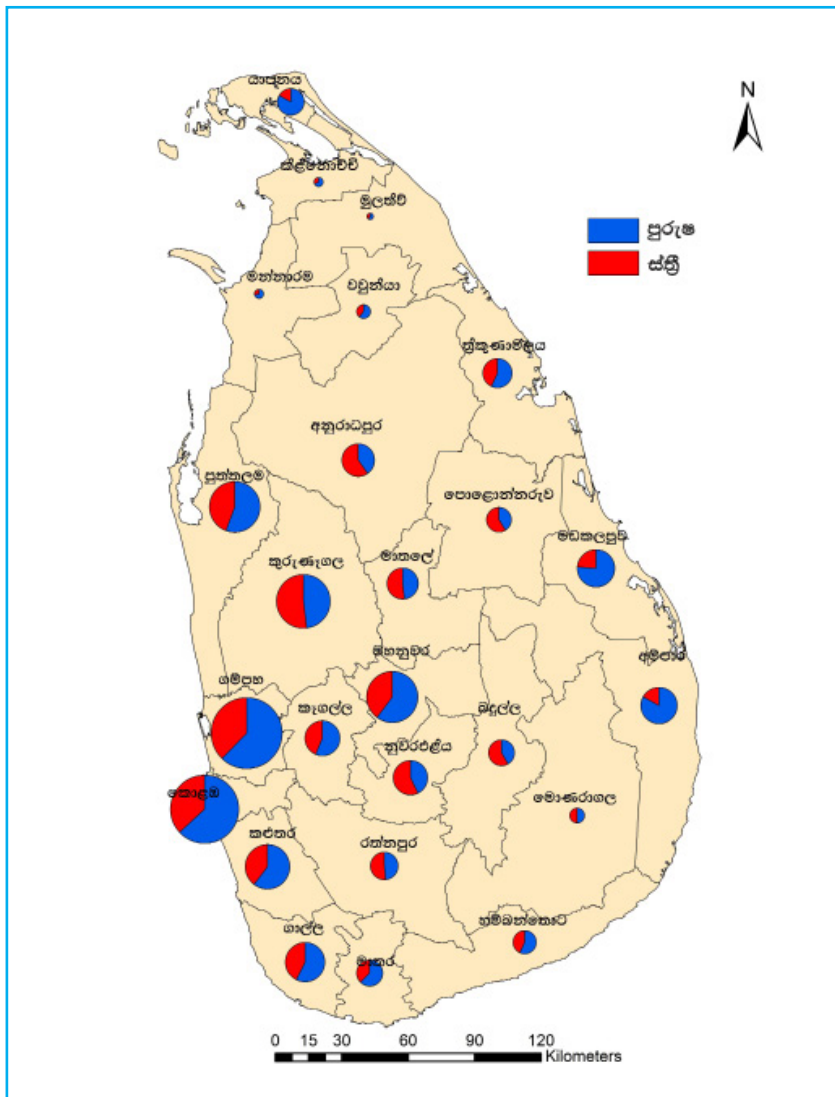 යාපනය
N
කිළිනොච්චි
මුලතිව්
පුරුෂ
ස්ත්‍රී
මන්නාරම
වවුනියා
ත්‍රිකුණාමළය
අනුරාධපුර
පුත්තලම
පොළොන්නරුව
මඩකලපුව
මාතලේ
කුරුණෑගල
මහනුවර
අම්පාර
ගම්පහ
කෑගල්ල
බදුල්ල
නුවරඑළිය
කොළඹ
මොණරාගල
කළුතර
රත්නපුර
හම්බන්තොට
ගාල්ල
මාතර
0 15 30 60 90 120
Kilometers